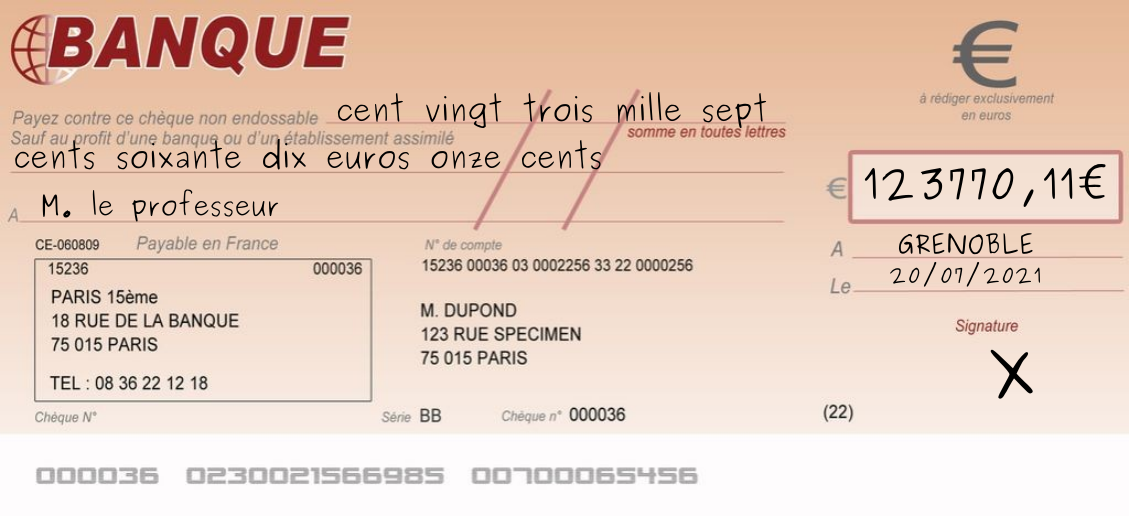 BANQUE
€
à rédiger exclusivement
en euros
Payez contre ce chèque non endossable cent vingt trois mille sept
Sauf au profit d'une banque ou d'un établissement assimilé
somme en toutes lettres
cents soixante dix euros onze cents
€ 123770,11€
A M. le professeur
CE-060809 Payable en France
N° de compte
A GRENOBLE
15236 000036
15236 00036 03 0002256 33 22 0000256
Le 20/07/2021
PARIS 15ème
18 RUE DE LA BANQUE
75 015 PARIS
TEL : 08 36 22 12 18
M. DUPOND
123 RUE SPECIMEN
75 015 PARIS
Signature
X
Chèque N° Série BB Chèque n° 000036 (22)
000036 0230021566985 00700065456